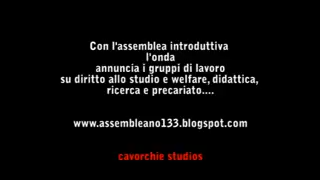 Con l'assemblea introduttiva
l'onda
annuncia i gruppi di lavoro
su diritto allo studio e welfare, didattica,
ricerca e precariato....
www.assembleano133.blogspot.com
cavorchie studios